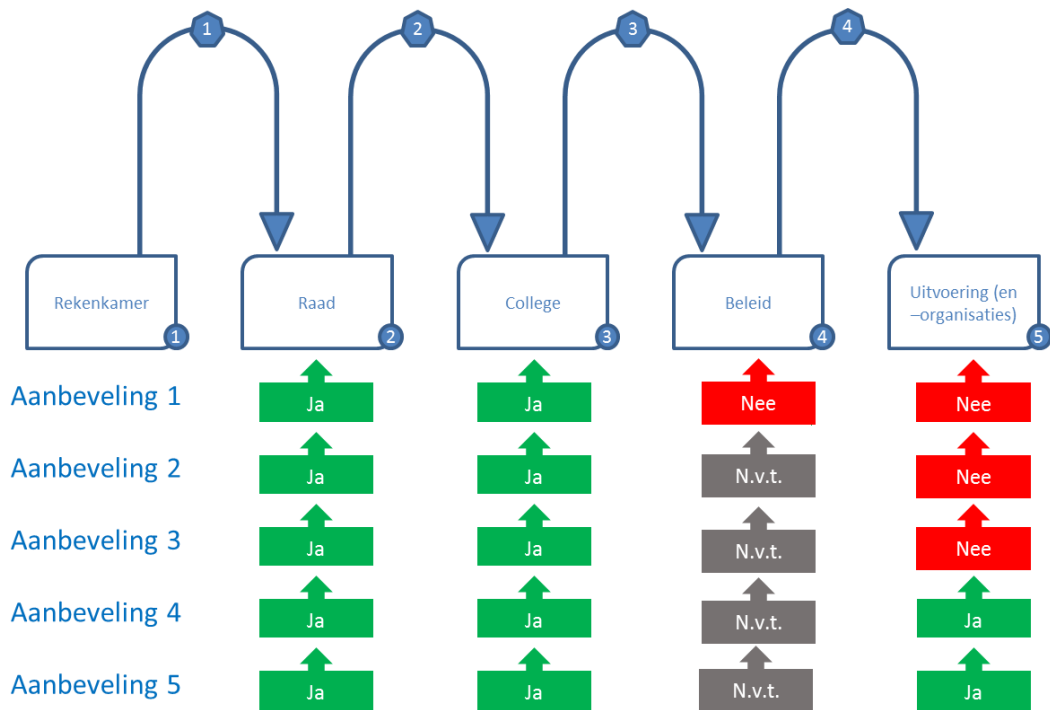 1 2 3 4
Rekenkamer 1
Raad 2
College 3
Beleid 4
Uitvoering (en
–organisaties) 5
Aanbeveling 1 Ja Ja Nee Nee
Aanbeveling 2 Ja Ja N.v.t. Nee
Aanbeveling 3 Ja Ja N.v.t. Nee
Aanbeveling 4 Ja Ja N.v.t. Ja
Aanbeveling 5 Ja Ja N.v.t. Ja